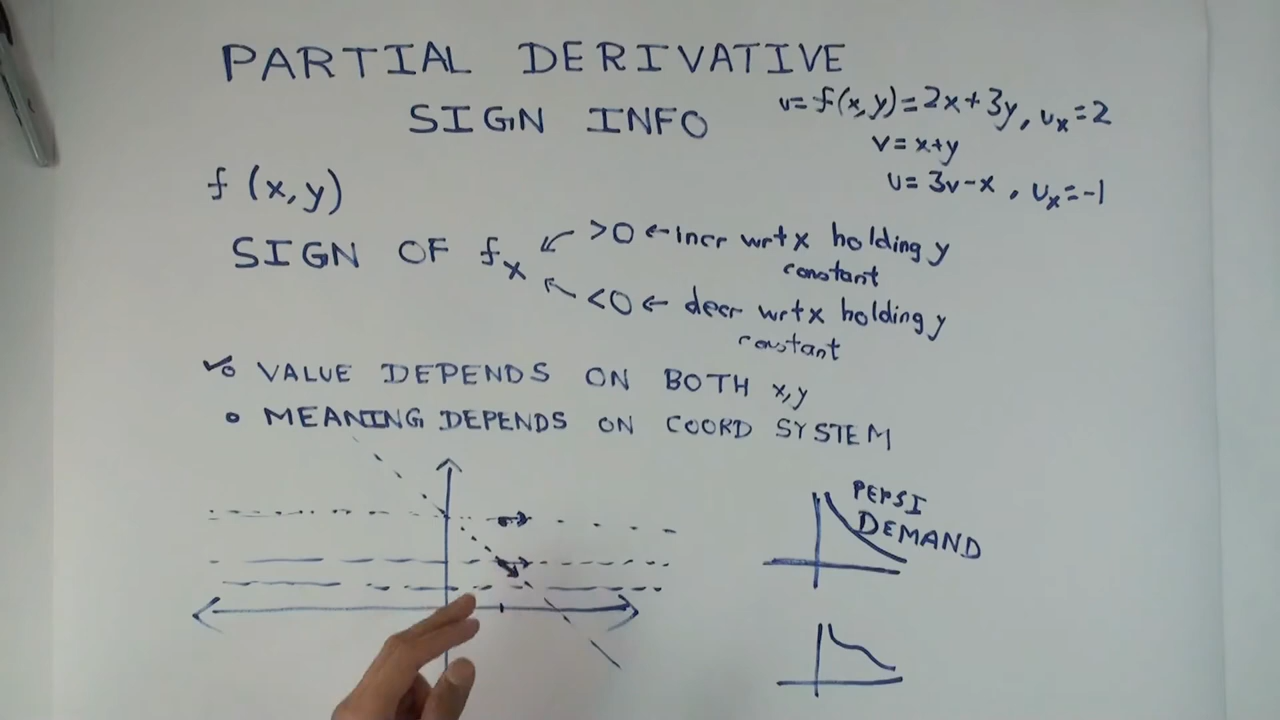 PARTIAL DERIVATIVE
SIGN INFO
u=f(x,y)=2x+3y, ux=2
v=x+y
u=3v-x, ux=-1
f(x,y)
SIGN OF fx
>0 ← incr wrt x holding y
constant
<0 ← decr wrt x holding y
constant
VALUE DEPENDS ON BOTH x,y
MEANING DEPENDS ON COORD SYSTEM
PEPSI
DEMAND